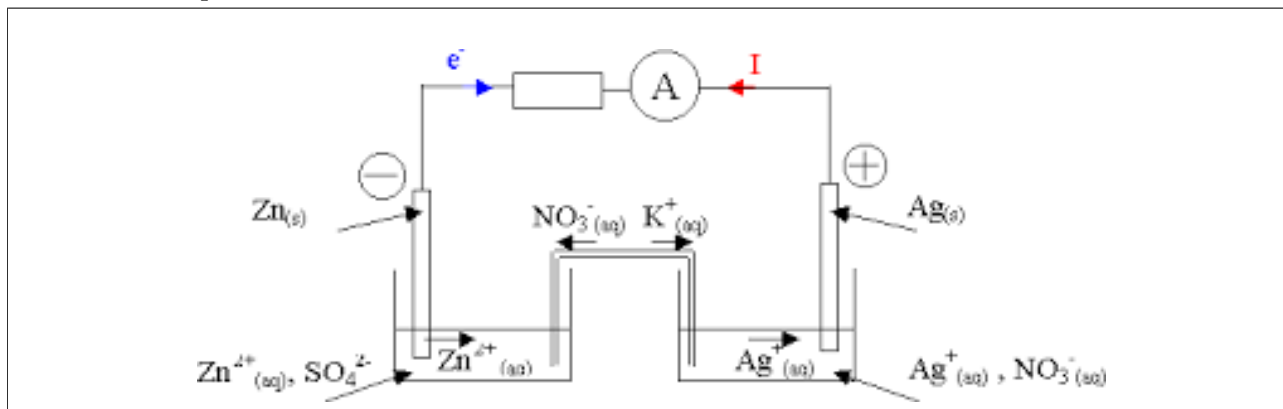 e⁻ I
A
− +
Zn(s) NO₃⁻(aq) K⁺(aq) Ag(s)
Zn²⁺(aq) Ag⁺(aq)
Zn²⁺(aq), SO₄²⁻ Ag⁺(aq) , NO₃⁻(aq)